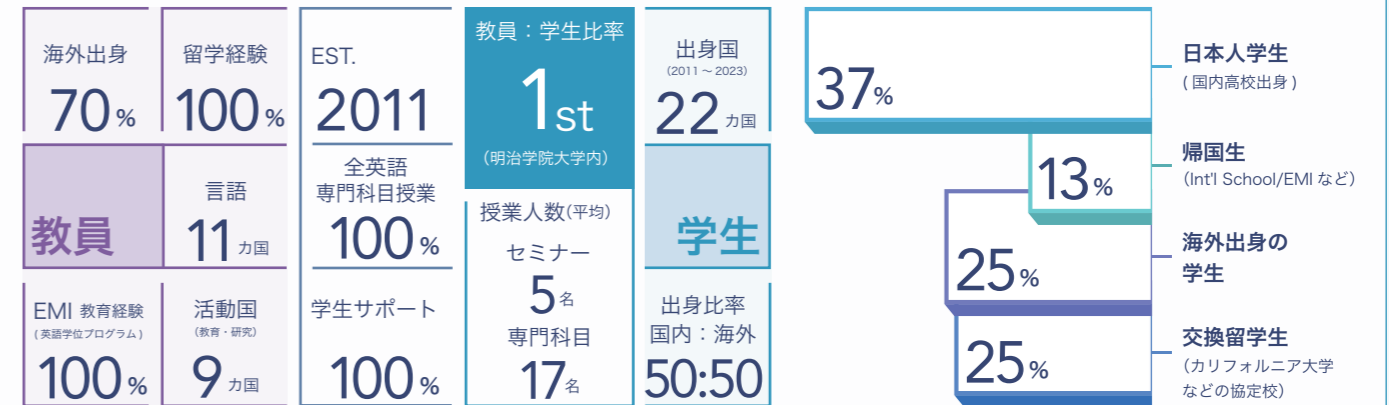 海外出身
70%
留学経験
100%
教員
言語
11カ国
EMI 教育経験
(英語学位プログラム)
100%
活動国
(教育・研究)
9カ国
EST.
2011
全英語
専門科目授業
100%
学生サポート
100%
教員：学生比率
1st
(明治学院大学内)
授業人数(平均)
セミナー
5名
専門科目
17名
出身国
(2011～2023)
22カ国
学生
出身比率
国内：海外
50:50
37%
日本人学生
(国内高校出身)
13%
帰国生
(Int'l School/EMI など)
25%
海外出身の
学生
25%
交換留学生
(カリフォルニア大学
などの協定校)